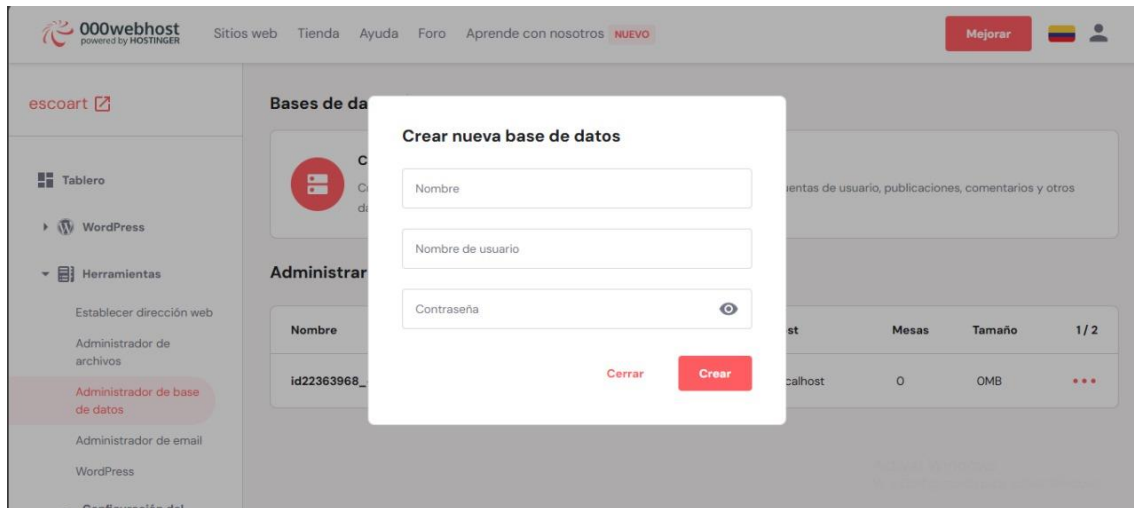 000webhost
powered by HOSTINGER
Sitios web Tienda Ayuda Foro Aprende con nosotros NUEVO
Mejorar
escoart
Tablero
WordPress
Herramientas
Establecer dirección web
Administrador de
archivos
Administrador de base
de datos
Administrador de email
WordPress
Configuración del
Bases de da
C
da
uentas de usuario, publicaciones, comentarios y otros
Crear nueva base de datos
Nombre
Nombre de usuario
Contraseña
Cerrar Crear
Administrar
Nombre st Mesas Tamaño 1 / 2
id22363968_ calhost 0 0MB